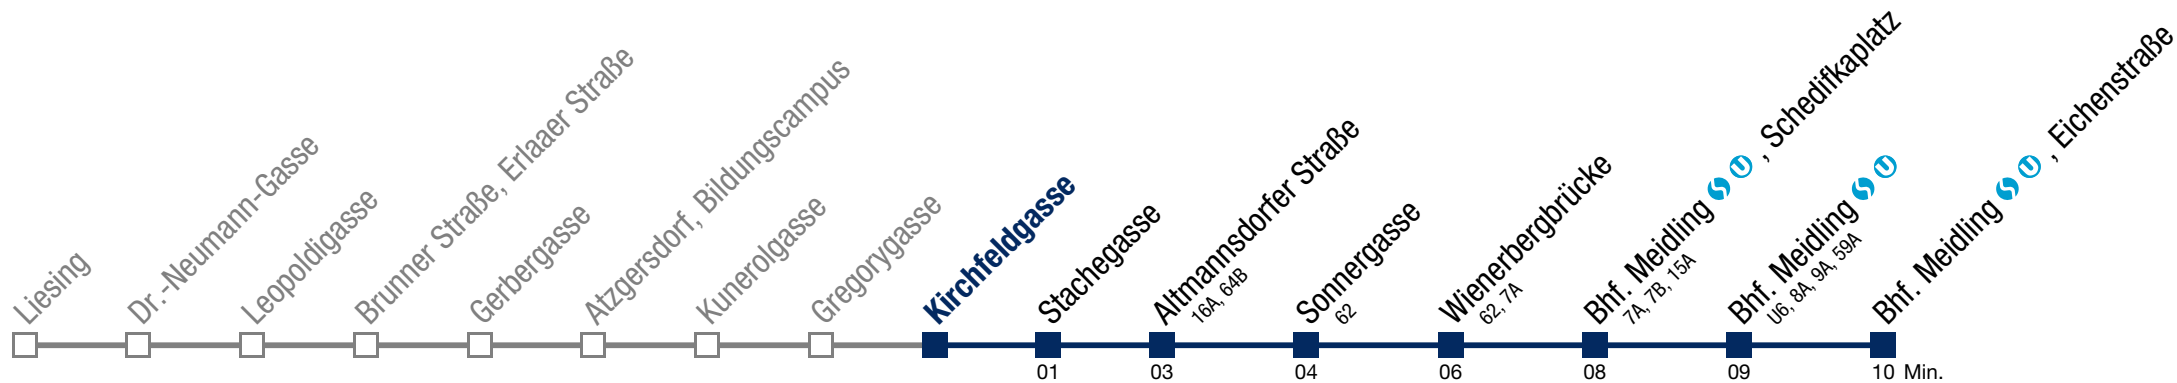 Liesing
Dr.-Neumann-Gasse
Leopoldigasse
Brunner Straße, Erlaaer Straße
Gerbergasse
Atzgersdorf, Bildungscampus
Kunerolgasse
Gregorygasse
Kirchfeldgasse
Stachegasse
Altmannsdorfer Straße
16A, 64B
Sonnergasse
62
Wienerbergbrücke
62, 7A
Bhf. Meidling S U , Schedifkaplatz
7A, 7B, 15A
Bhf. Meidling S U
U6, 8A, 9A, 59A
Bhf. Meidling S U , Eichenstraße
01 03 04 06 08 09 10 Min.